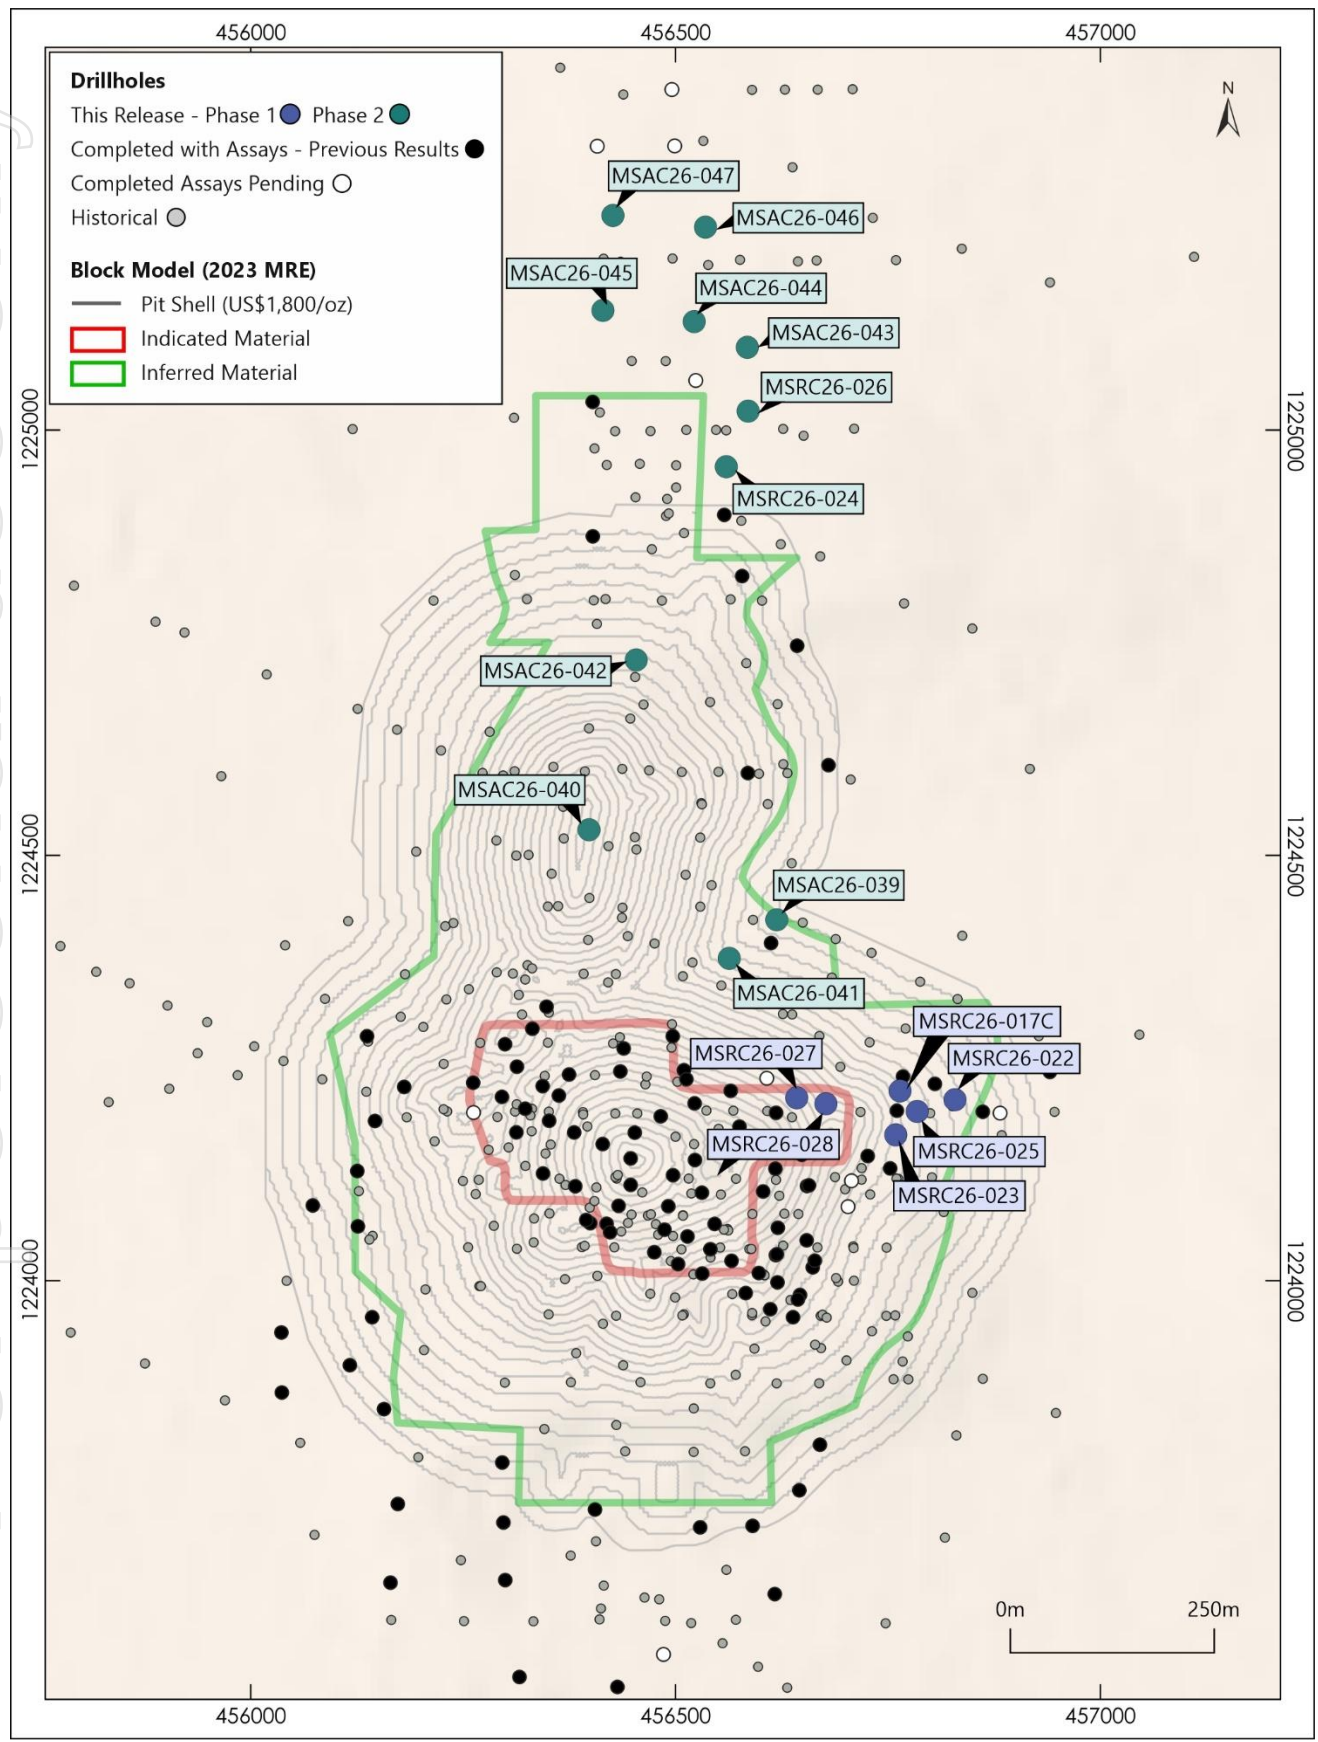 456000
456500
457000
Drillholes
This Release - Phase 1 Phase 2
Completed with Assays - Previous Results
Completed Assays Pending
Historical
Block Model (2023 MRE)
Pit Shell (US$1,800/oz)
Indicated Material
Inferred Material
N
MSAC26-047
MSAC26-046
MSAC26-045
MSAC26-044
MSAC26-043
MSRC26-026
1225000
1225000
MSRC26-024
MSAC26-042
MSAC26-040
1224500
1224500
MSAC26-039
MSAC26-041
MSRC26-017C
MSRC26-027
MSRC26-022
MSRC26-028
MSRC26-025
MSRC26-023
1224000
1224000
0m 250m
456000
456500
457000